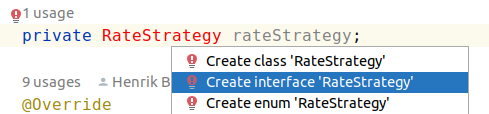 1 usage
private RateStrategy rateStrategy;
Create class 'RateStrategy'
9 usages Henrik B
Create interface 'RateStrategy'
@Override
Create enum 'RateStrategy'